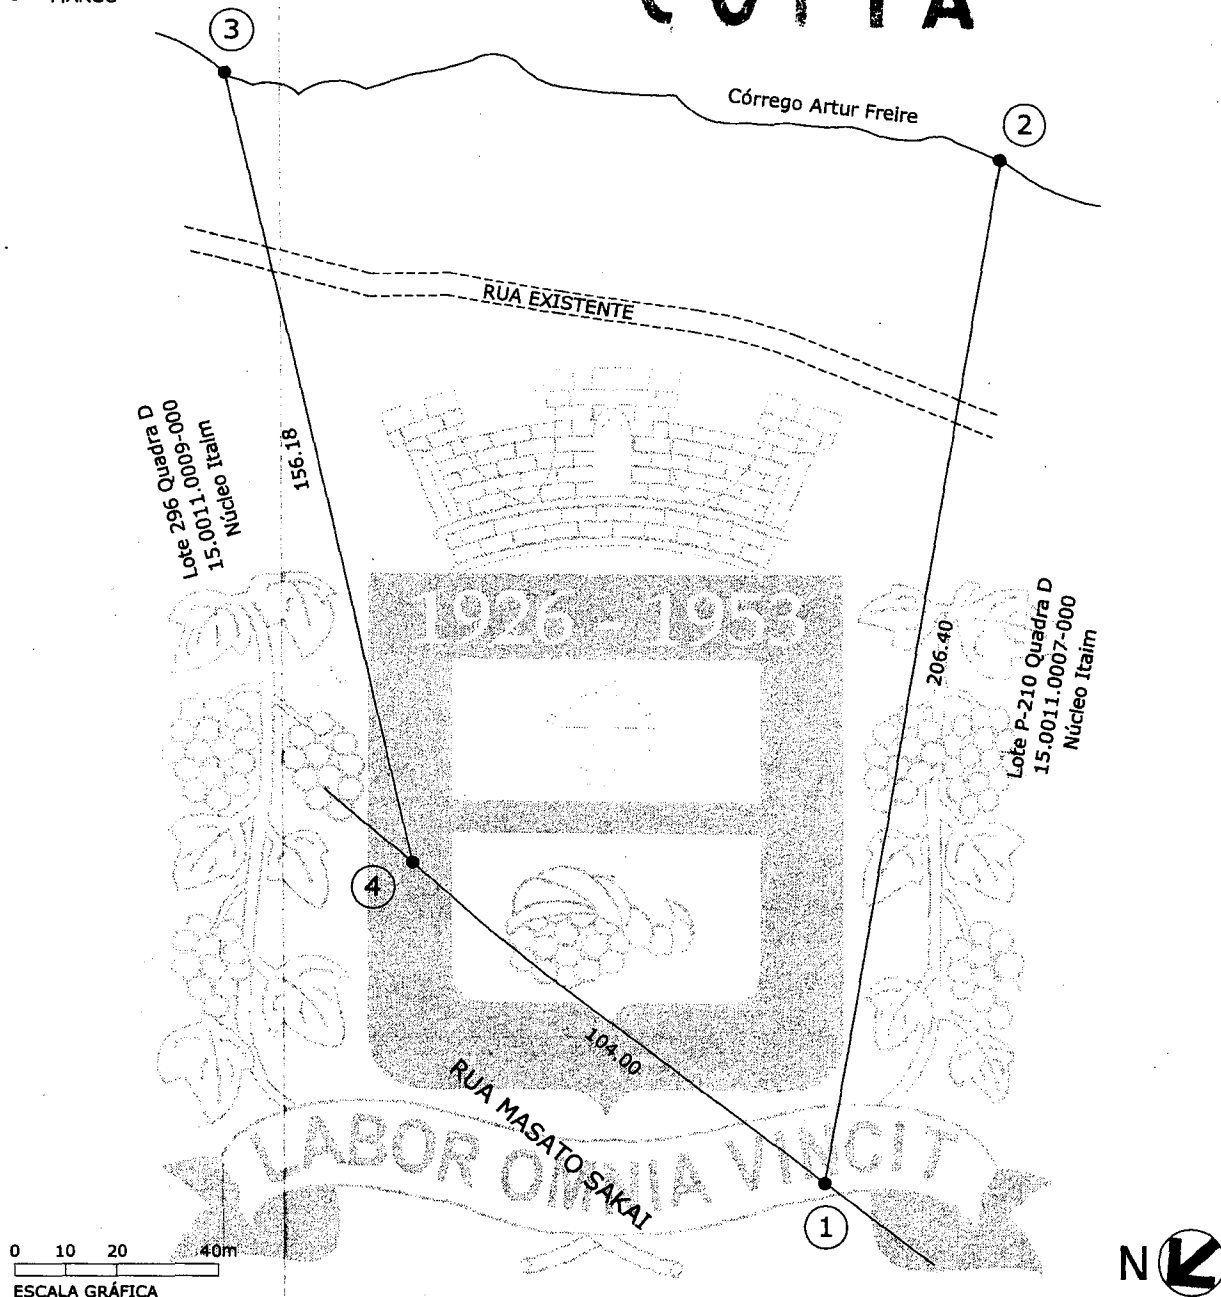 3
Córrego Artur Freire
2
RUA EXISTENTE
Lote 296 Quadra D
15.0011.0009-000
Núcleo Itaim
156.18
1926 - 1953
206.40
Lote P-210 Quadra D
15.0011.0007-000
Núcleo Itaim
4
104.00
RUA MASATO SAKAI
LABOR OMNIA VINCIT
1
0 10 20 40m
ESCALA GRÁFICA
N